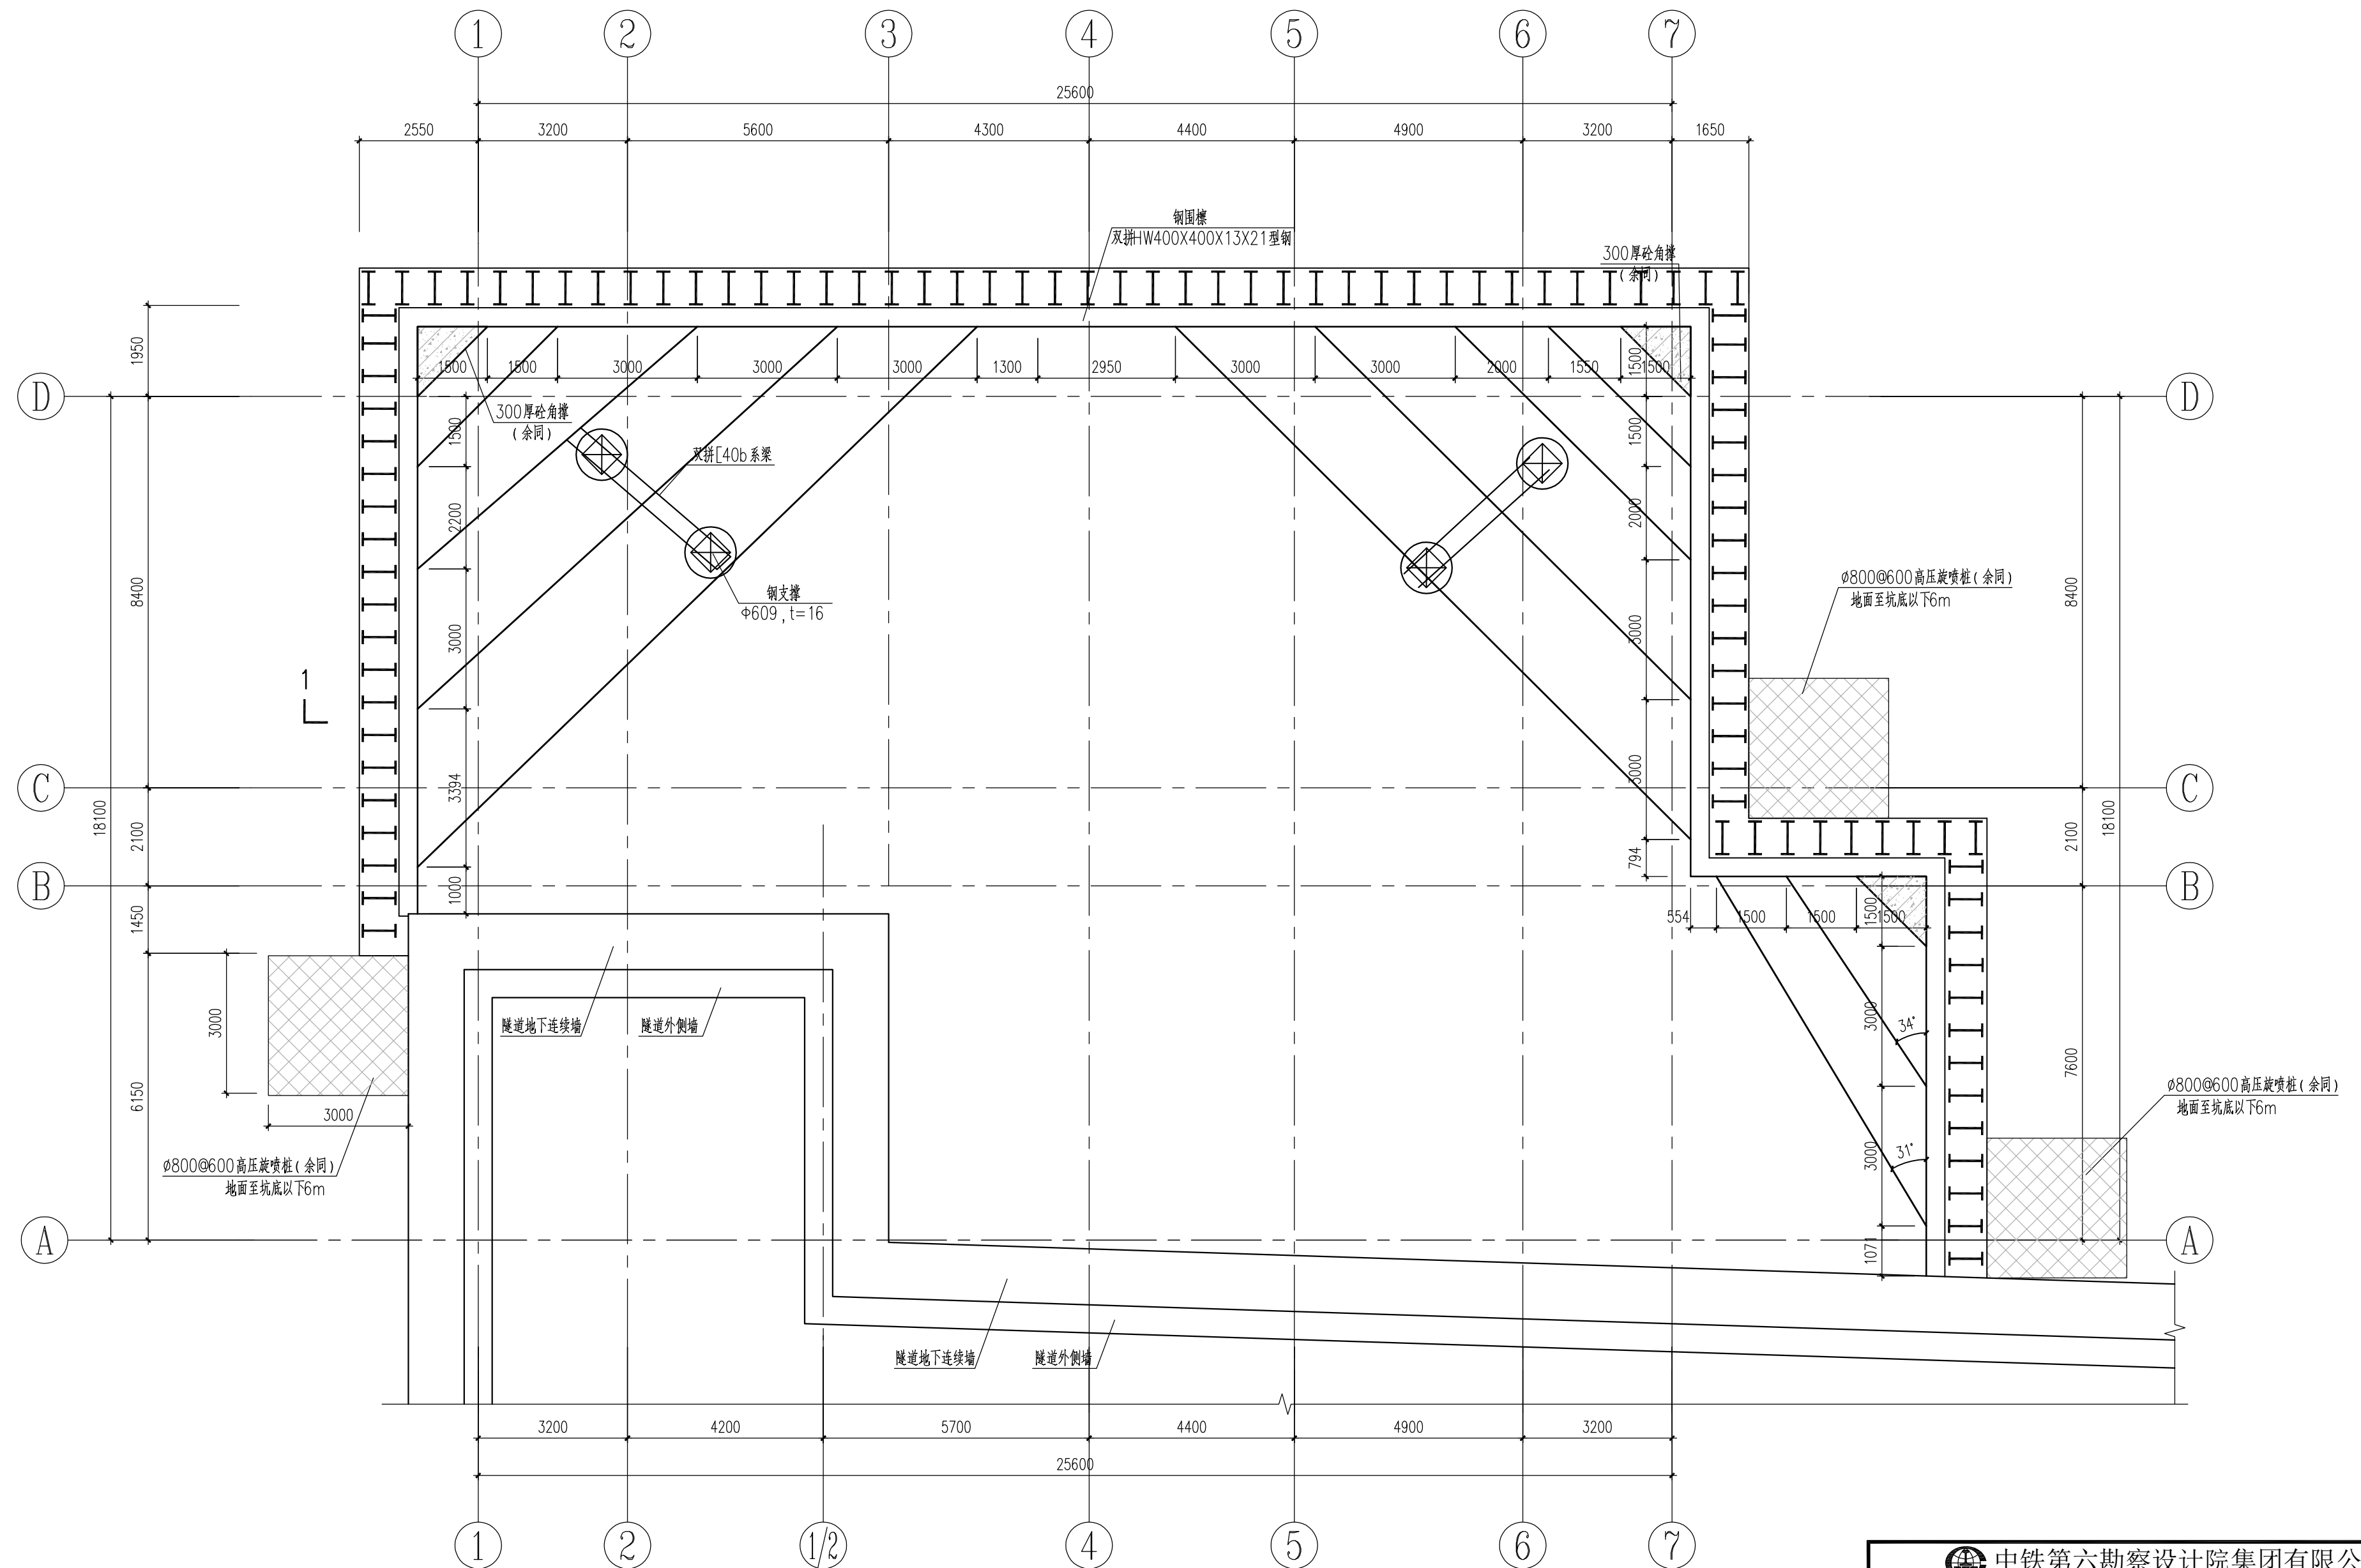 1 2 3 4 5 6 7
25600
2550 3200 5600 4300 4400 4900 3200 1650
钢围檩
双拼HW400X400X13X21型钢
300厚砼角撑
(余同)
1950
1500 1500 3000 3000 3000 1300 2950 3000 3000 2000 1550 1500
1500
D
D
300厚砼角撑
(余同)
1500
1500
双拼[40b系梁
2200
2000
钢支撑
Φ609,t=16
8400
3000
3000
8400
ø800@600高压旋喷桩(余同)
地面至坑底以下6m
1
3394
3000
C
C
18100
2100
794
2100
18100
B
1000
B
1450
554 1500 1500 1500
1500
隧道地下连续墙
隧道外侧墙
3000
3000
34°
6150
3000
7600
ø800@600高压旋喷桩(余同)
地面至坑底以下6m
ø800@600高压旋喷桩(余同)
地面至坑底以下6m
3000
31°
A
1071
A
隧道地下连续墙
隧道外侧墙
3200 4200 5700 4400 4900 3200
25600
1 2 1/2 4 5 6 7
中铁第六勘察设计院集团有限公